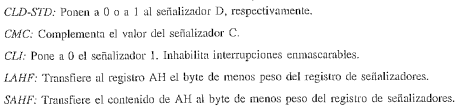 CLD-STD: Ponen a 0 o a 1 al señalizador D, respectivamente.
CMC: Complementa el valor del señalizador C.
CLI: Pone a 0 el señalizador 1. Inhabilita interrupciones enmascarables.
LAHF: Transfiere al registro AH el byte de menos peso del registro de señalizadores.
SAHF: Transfiere el contenido de AH al byte de menos peso del registro de señalizadores.